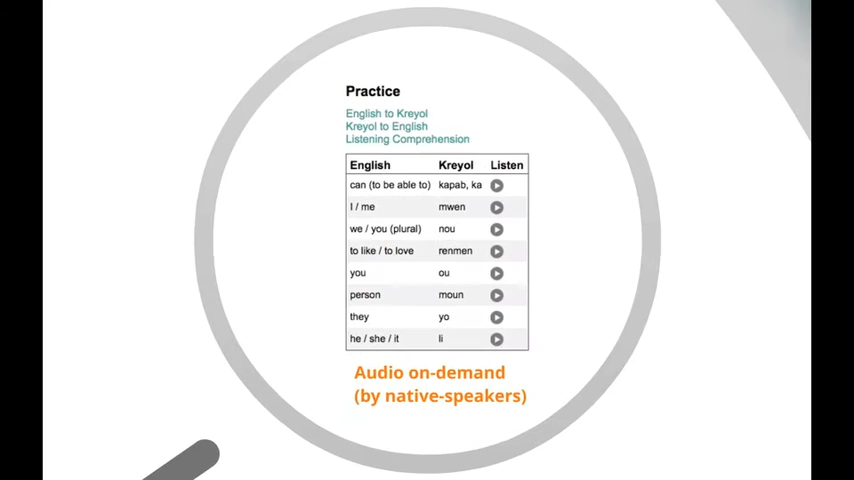 Practice
English to Kreyol
Kreyol to English
Listening Comprehension
English Kreyol Listen
can (to be able to) kapab, ka
I / me mwen
we / you (plural) nou
to like / to love renmen
you ou
person moun
they yo
he / she / it li
Audio on-demand
(by native-speakers)